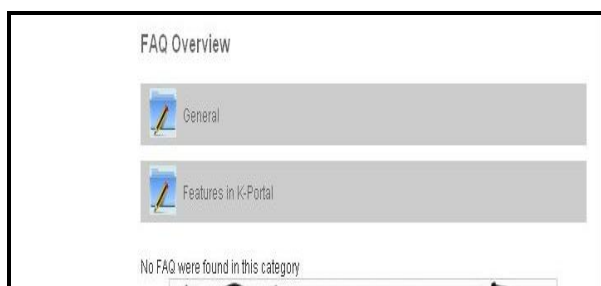 FAQ Overview
General
Features in K-Portal
No FAQ were found in this category